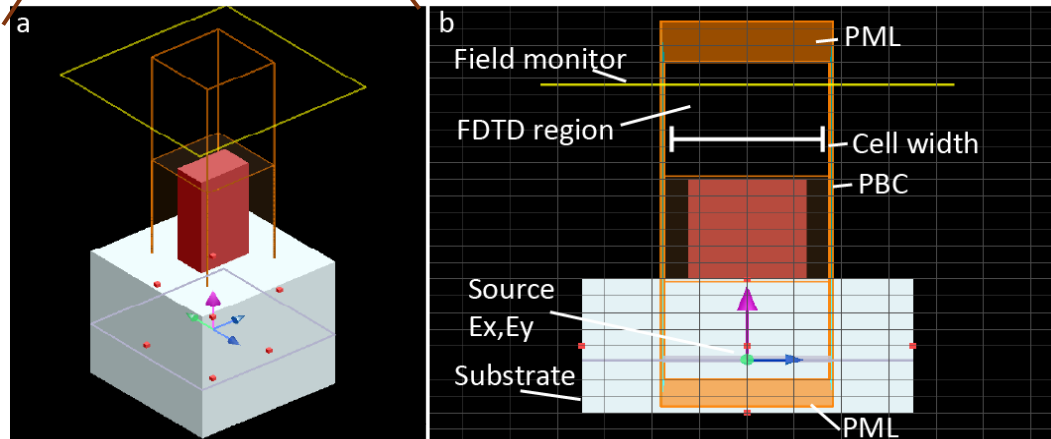 a
b
PML
Field monitor
FDTD region
Cell width
PBC
Source
Ex,Ey
Substrate
PML